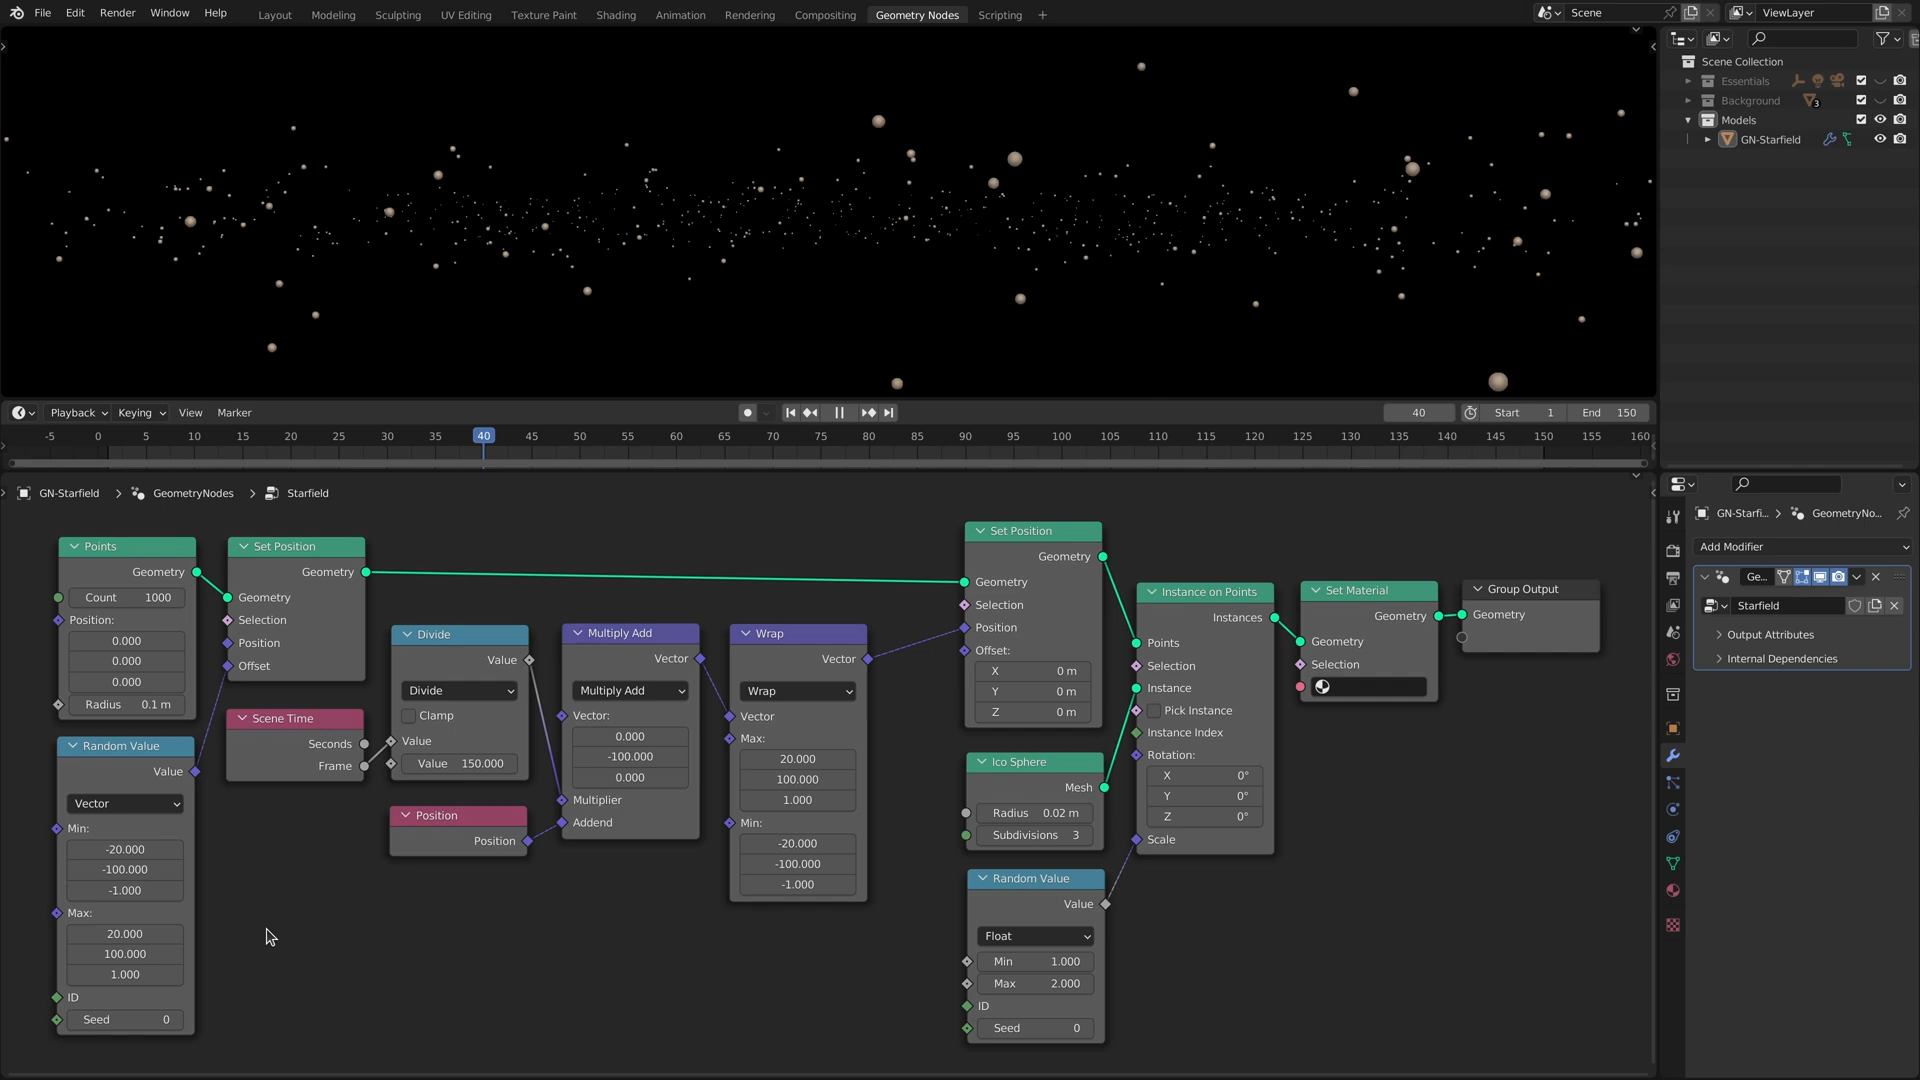 File Edit Render Window Help Layout Modeling Sculpting UV Editing Texture Paint Shading Animation Rendering Compositing Geometry Nodes Scripting Scene ViewLayer
Scene Collection
Essentials
Background 3
Models
GN-Starfield
Playback Keying View Marker 40 Start 1 End 150
-5 0 5 10 15 20 25 30 35 40 45 50 55 60 65 70 75 80 85 90 95 100 105 110 115 120 125 130 135 140 145 150 155 160
GN-Starfield GeometryNodes Starfield
Points
Geometry
Count 1000
Position:
0.000
0.000
0.000
Radius 0.1 m
Random Value
Value
Vector
Min:
-20.000
-100.000
-1.000
Max:
20.000
100.000
1.000
ID
Seed 0
Set Position
Geometry
Geometry
Selection
Position
Offset
Scene Time
Seconds
Frame
Divide
Value
Divide
Clamp
Value
Value 150.000
Position
Position
Multiply Add
Vector
Multiply Add
Vector:
0.000
-100.000
0.000
Multiplier
Addend
Wrap
Vector
Wrap
Vector
Max:
20.000
100.000
1.000
Min:
-20.000
-100.000
-1.000
Set Position
Geometry
Geometry
Selection
Position
Offset:
X 0 m
Y 0 m
Z 0 m
Ico Sphere
Mesh
Radius 0.02 m
Subdivisions 3
Random Value
Value
Float
Min 1.000
Max 2.000
ID
Seed 0
Instance on Points
Instances
Points
Selection
Instance
Pick Instance
Instance Index
Rotation:
X 0°
Y 0°
Z 0°
Scale
Set Material
Geometry
Geometry
Selection
Group Output
Geometry
GN-Starfi... GeometryNo...
Add Modifier
Ge...
Starfield
Output Attributes
Internal Dependencies